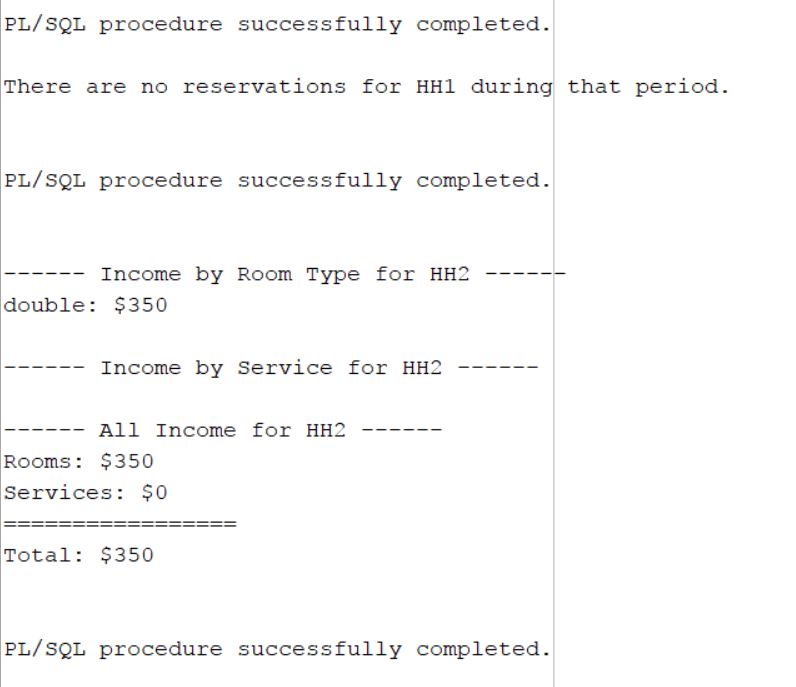 PL/SQL procedure successfully completed.
There are no reservations for HH1 during that period.
PL/SQL procedure successfully completed.
------ Income by Room Type for HH2 ------
double: $350
------ Income by Service for HH2 ------
------ All Income for HH2 ------
Rooms: $350
Services: $0
=================
Total: $350
PL/SQL procedure successfully completed.